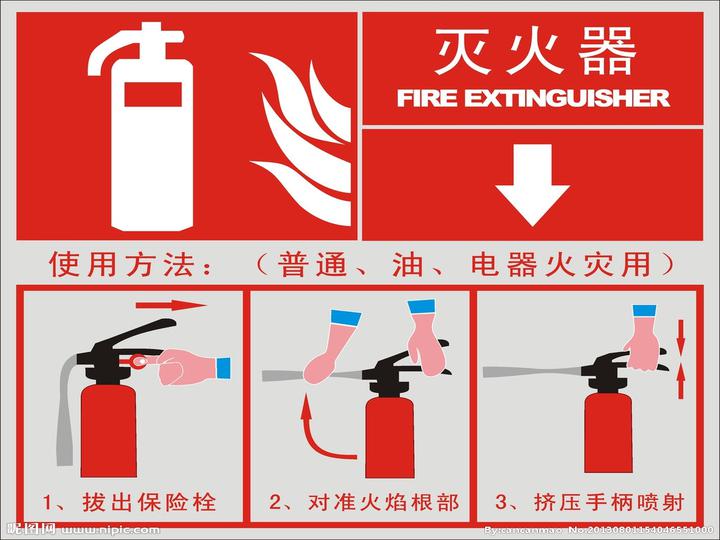 灭火器
FIRE EXTINGUISHER
使用方法：（普通、油、电器火灾用）
1、拔出保险栓
2、对准火焰根部
3、挤压手柄喷射
昵图网 www.nipic.com
By:cancanmao No:20130801154046551000